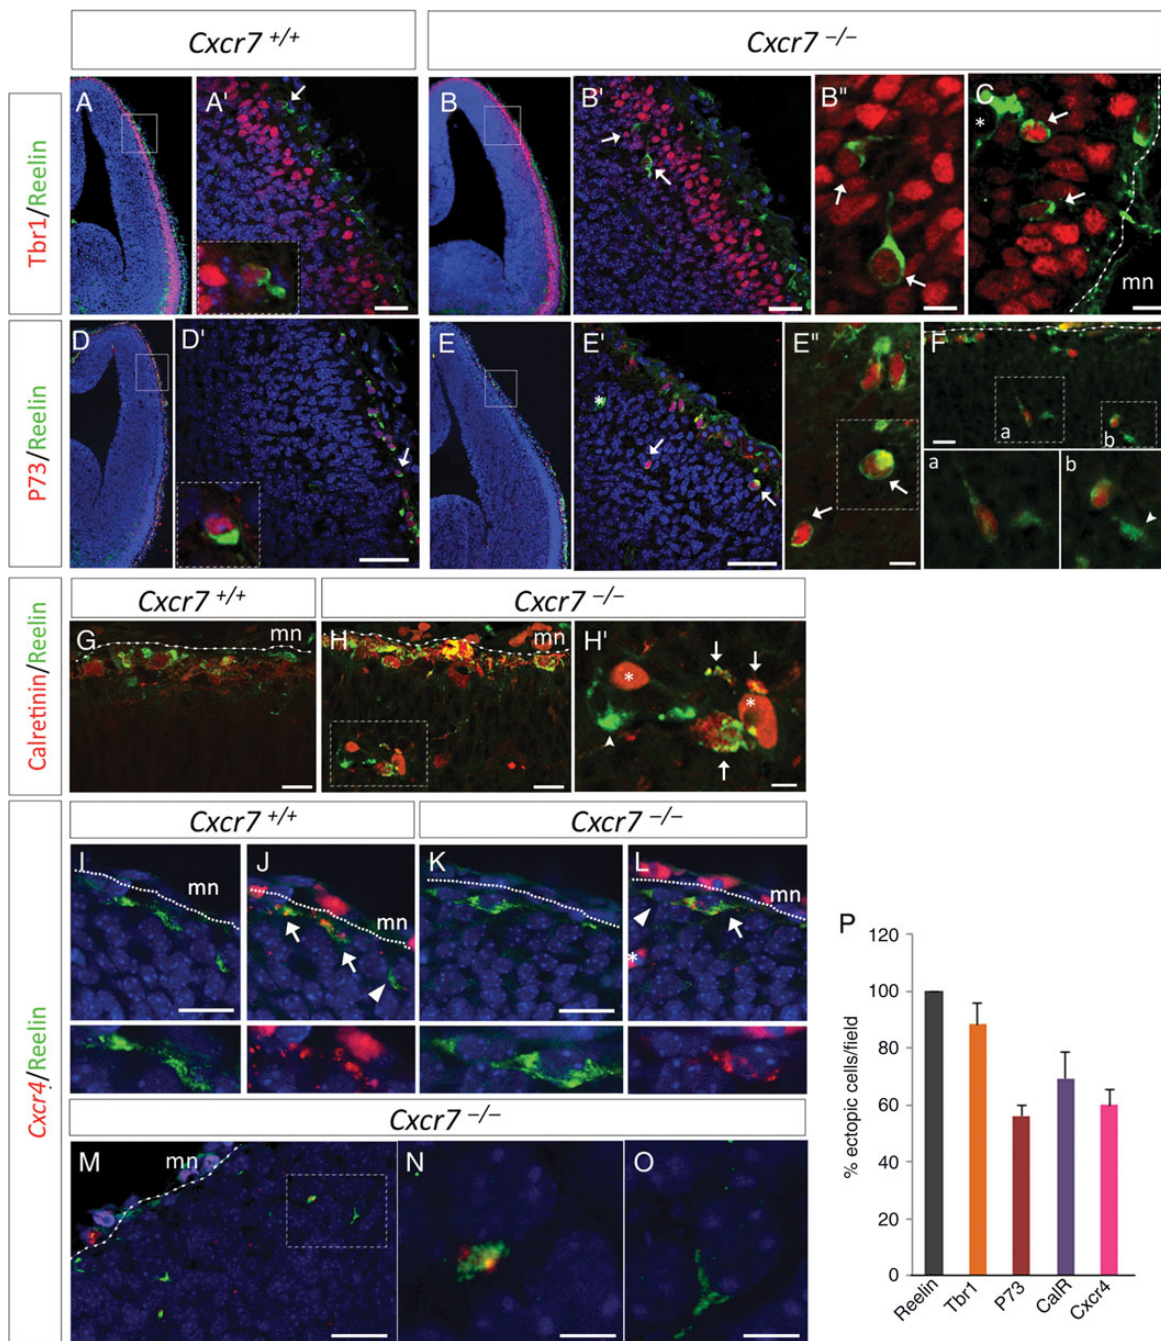 Cxcr7 +/+
Cxcr7 –/–
Tbr1/Reelin
A
A'
B
B'
B"
C
*
mn
P73/Reelin
D
D'
E
E'
*
E"
F
a
b
a
b
Cxcr7 +/+
Cxcr7 –/–
Calretinin/Reelin
G
mn
H
mn
H'
*
*
Cxcr7 +/+
Cxcr7 –/–
Cxcr4/Reelin
I
mn
J
mn
K
mn
L
mn
*
Cxcr7 –/–
M
mn
N
O
P
% ectopic cells/field
120
100
80
60
40
20
0
Reelin
Tbr1
P73
CalR
Cxcr4